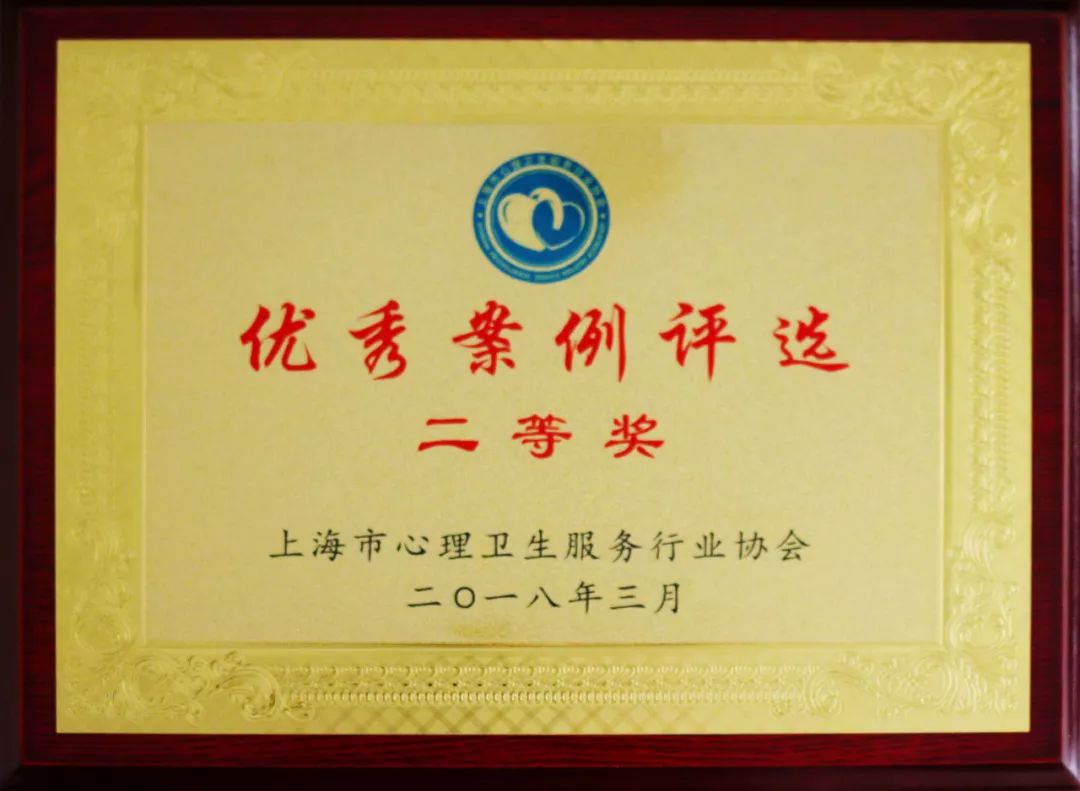 优秀案例评选
二等奖
上海市心理卫生服务行业协会
二〇一八年三月